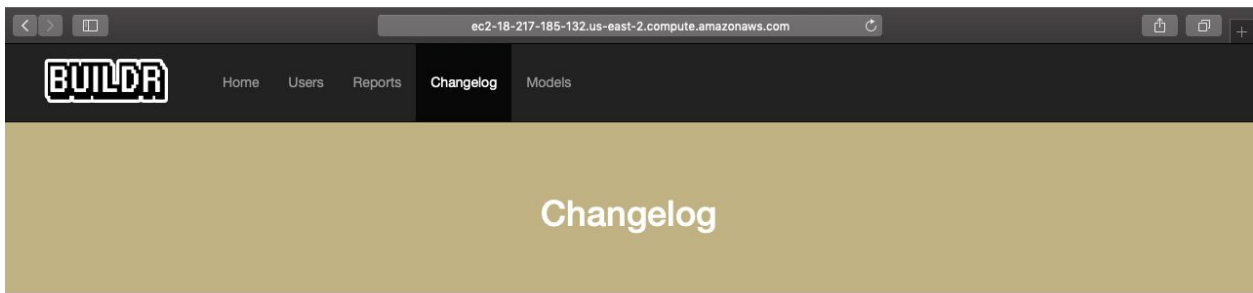 ec2-18-217-185-132.us-east-2.compute.amazonaws.com
BUILDR Home Users Reports Changelog Models
Changelog